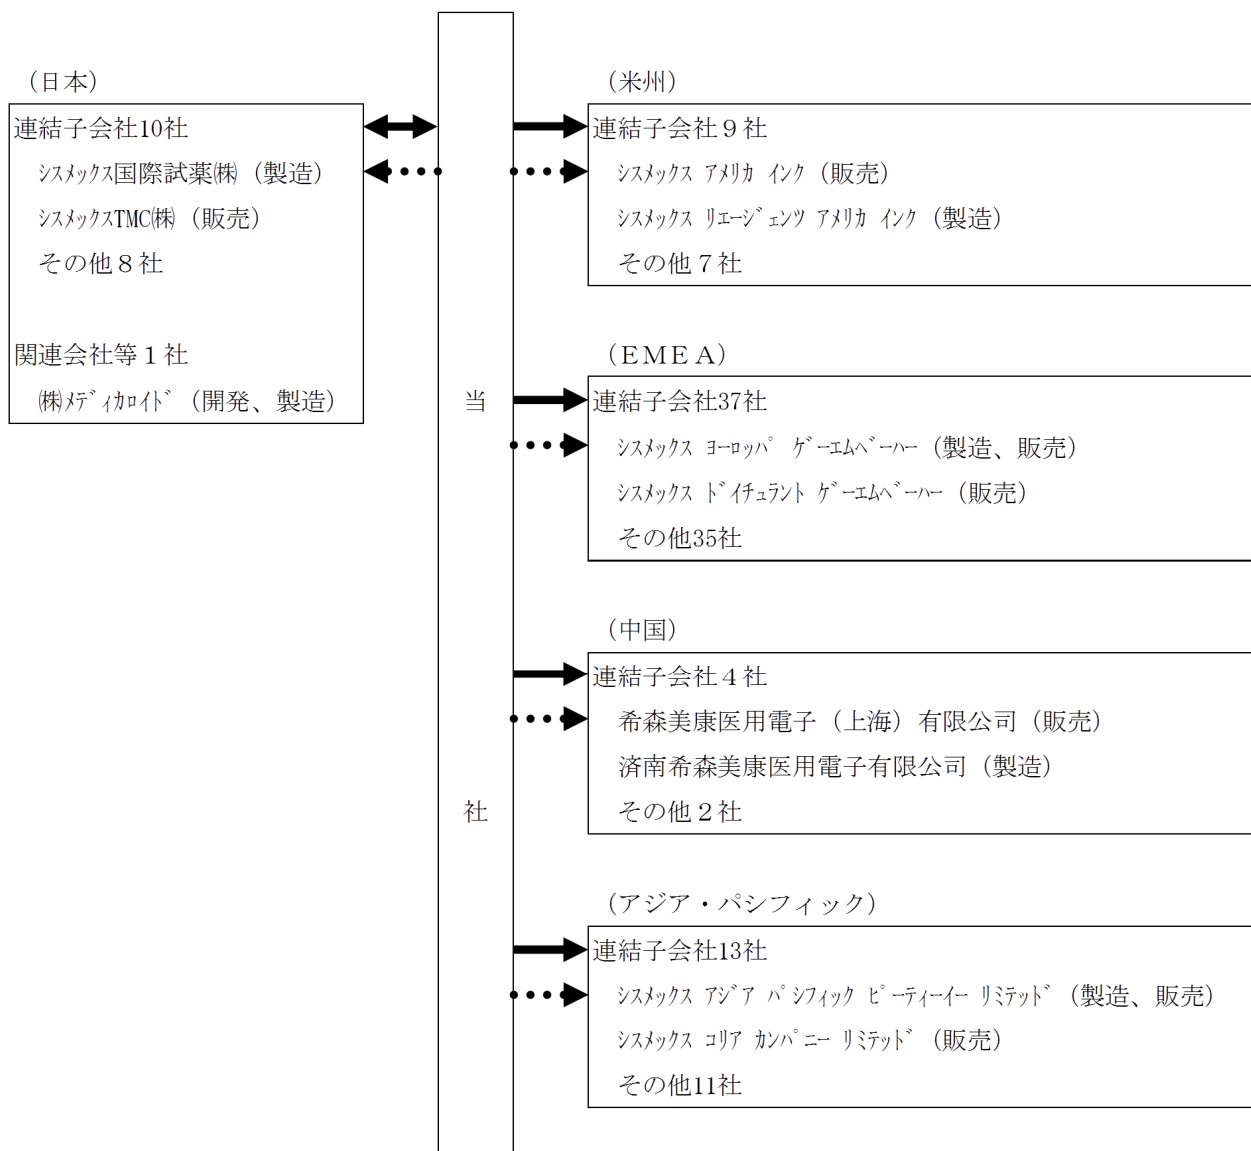 （日本）
連結子会社10社
ｼｽﾒｯｸｽ国際試薬㈱（製造）
ｼｽﾒｯｸｽTMC㈱（販売）
その他８社
関連会社等１社
㈱ﾒﾃﾞｨｶﾛｲﾄﾞ（開発、製造）
当
社
（米州）
連結子会社９社
ｼｽﾒｯｸｽ ｱﾒﾘｶ ｲﾝｸ（販売）
ｼｽﾒｯｸｽ ﾘｴｰｼﾞｪﾝﾂ ｱﾒﾘｶ ｲﾝｸ（製造）
その他７社
（ＥＭＥＡ）
連結子会社37社
ｼｽﾒｯｸｽ ﾖｰﾛｯﾊﾟ ｹﾞｰｴﾑﾍﾞｰﾊｰ（製造、販売）
ｼｽﾒｯｸｽ ﾄﾞｲﾁｭﾗﾝﾄ ｹﾞｰｴﾑﾍﾞｰﾊｰ（販売）
その他35社
（中国）
連結子会社４社
希森美康医用電子（上海）有限公司（販売）
済南希森美康医用電子有限公司（製造）
その他２社
（アジア・パシフィック）
連結子会社13社
ｼｽﾒｯｸｽ ｱｼﾞｱ ﾊﾟｼﾌｨｯｸ ﾋﾟｰﾃｨｰｲｰ ﾘﾐﾃｯﾄﾞ（製造、販売）
ｼｽﾒｯｸｽ ｺﾘｱ ｶﾝﾊﾟﾆｰ ﾘﾐﾃｯﾄﾞ（販売）
その他11社